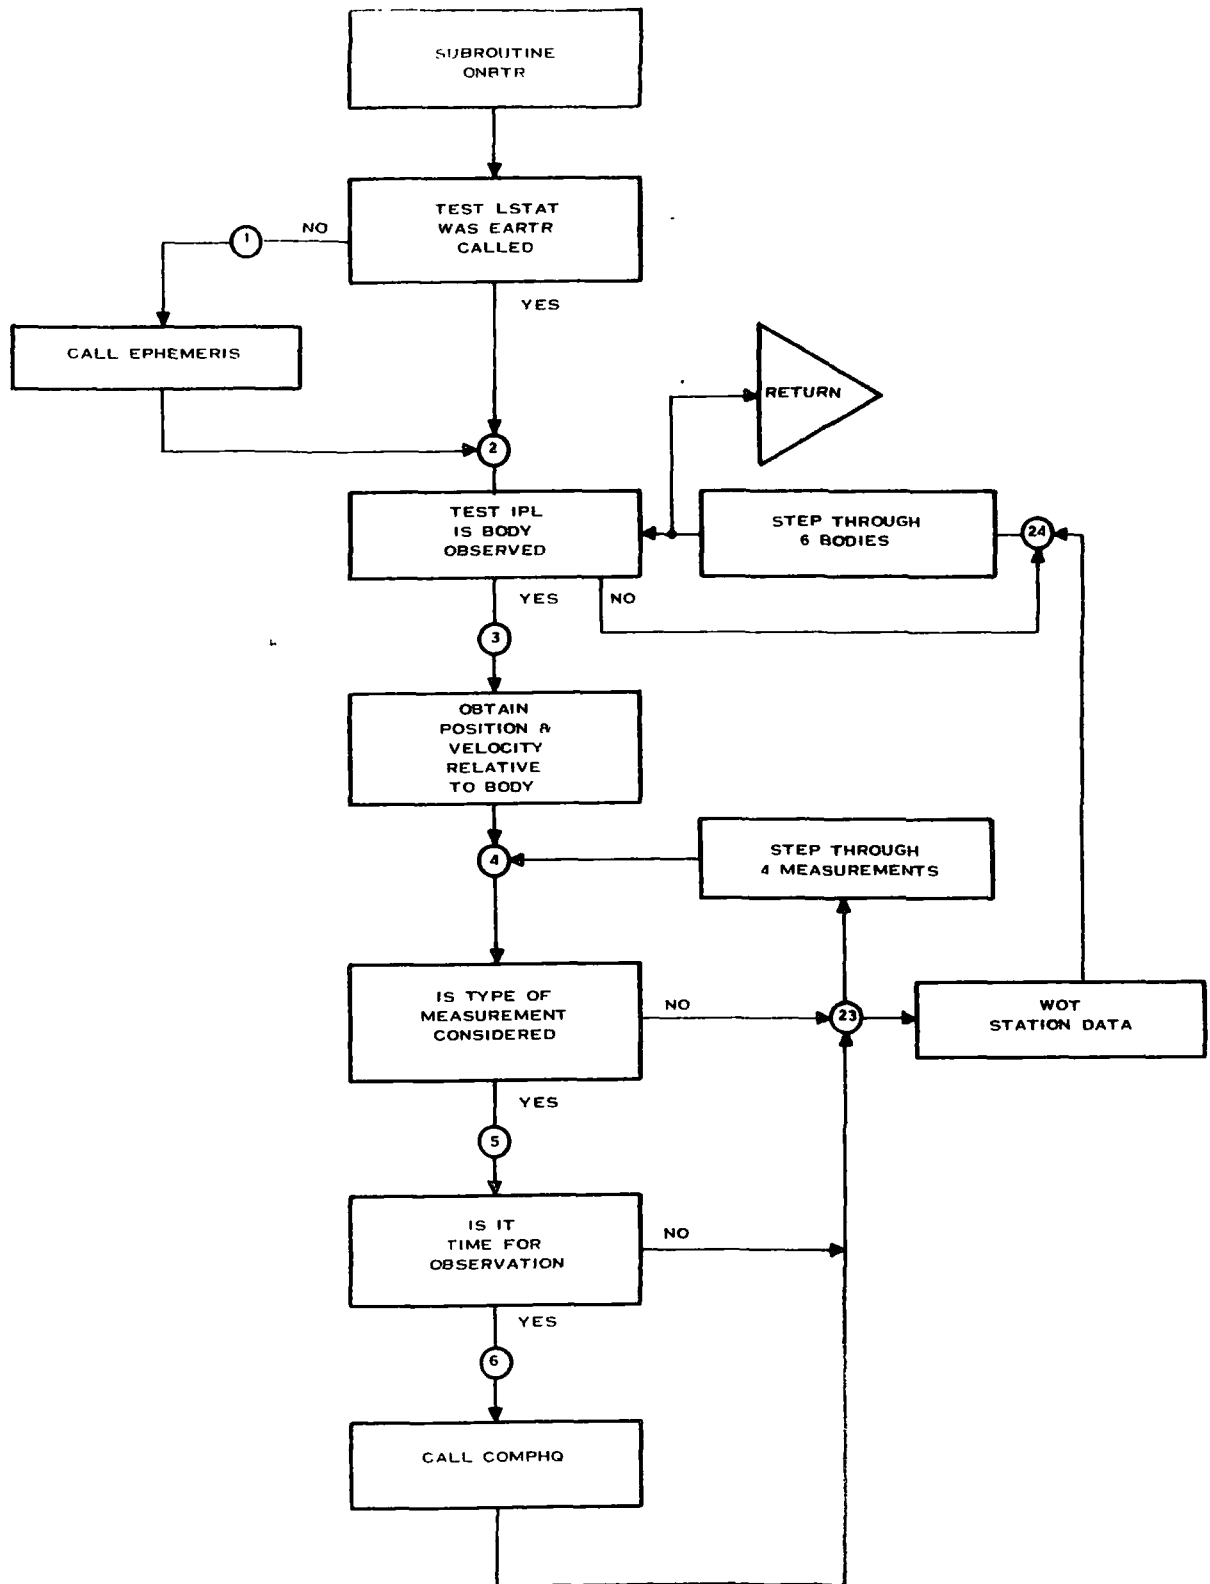 SUBROUTINE
ONBTR
TEST LSTAT
WAS EARTR
CALLED
NO
1
YES
CALL EPHEMERIS
RETURN
2
TEST IPL
IS BODY
OBSERVED
STEP THROUGH
6 BODIES
24
YES
NO
3
OBTAIN
POSITION &
VELOCITY
RELATIVE
TO BODY
STEP THROUGH
4 MEASUREMENTS
4
IS TYPE OF
MEASUREMENT
CONSIDERED
NO
23
WOT
STATION DATA
YES
5
IS IT
TIME FOR
OBSERVATION
NO
YES
6
CALL COMPHQ